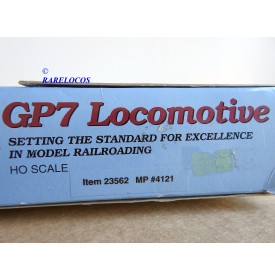 ©
RARELOCOS
GP7 Locomotive
SETTING THE STANDARD FOR EXCELLENCE
IN MODEL RAILROADING
HO SCALE
Item 23562 MP #4121